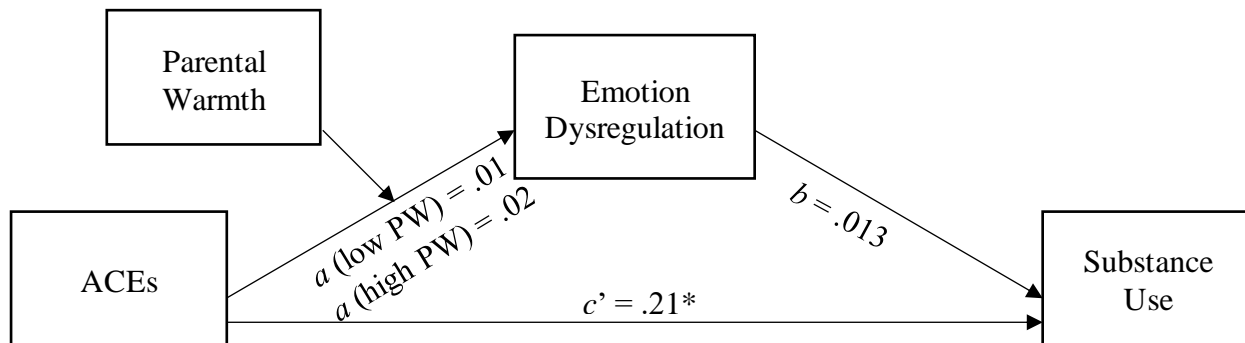 Parental
Warmth
Emotion
Dysregulation
a (low PW) = .01
a (high PW) = .02
b = .013
ACEs
c’ = .21*
Substance
Use